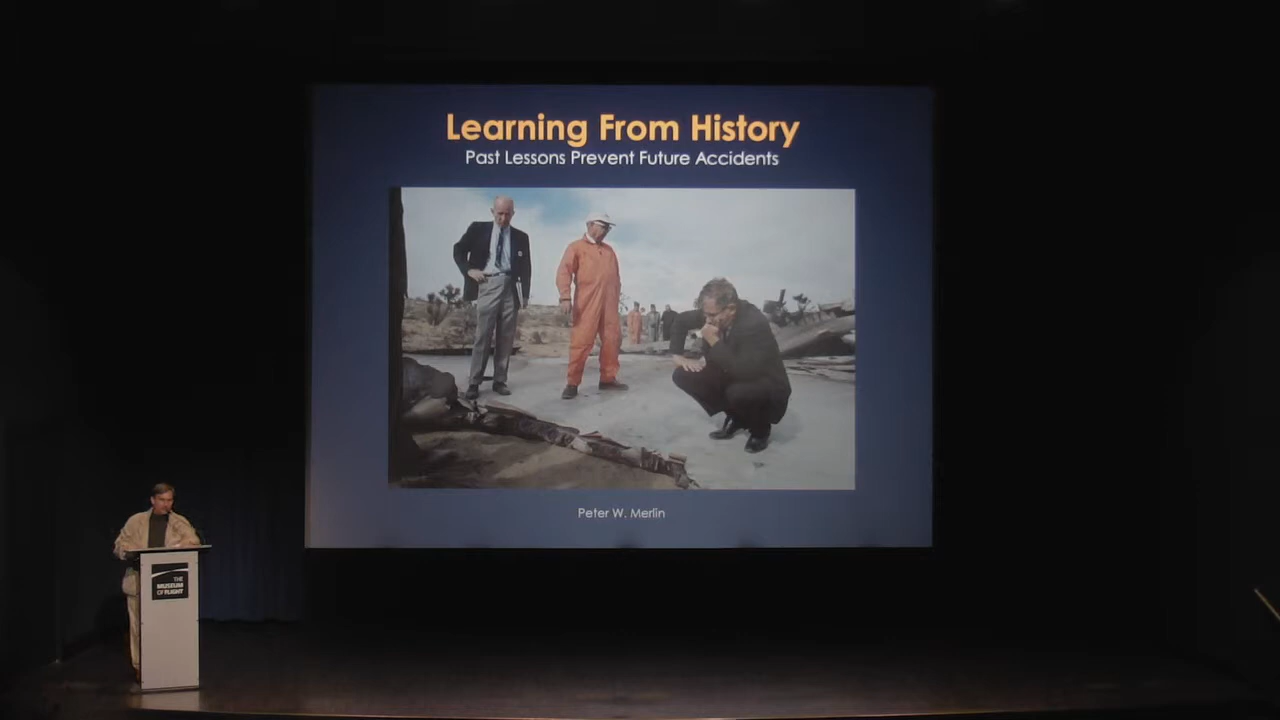 Learning From History
Past Lessons Prevent Future Accidents
Peter W. Merlin
THE
MUSEUM
OF FLIGHT